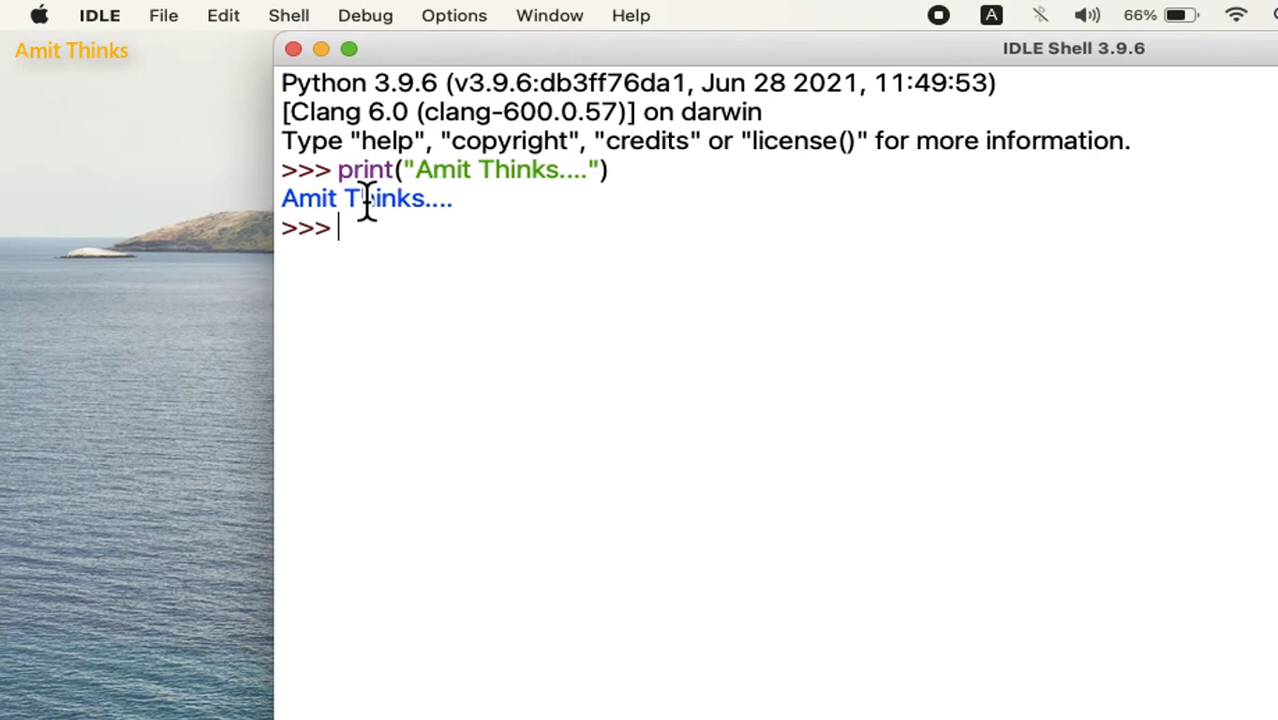 IDLE File Edit Shell Debug Options Window Help A 66%
Amit Thinks
IDLE Shell 3.9.6
Python 3.9.6 (v3.9.6:db3ff76da1, Jun 28 2021, 11:49:53)
[Clang 6.0 (clang-600.0.57)] on darwin
Type "help", "copyright", "credits" or "license()" for more information.
>>> print("Amit Thinks....")
Amit Thinks....
>>>